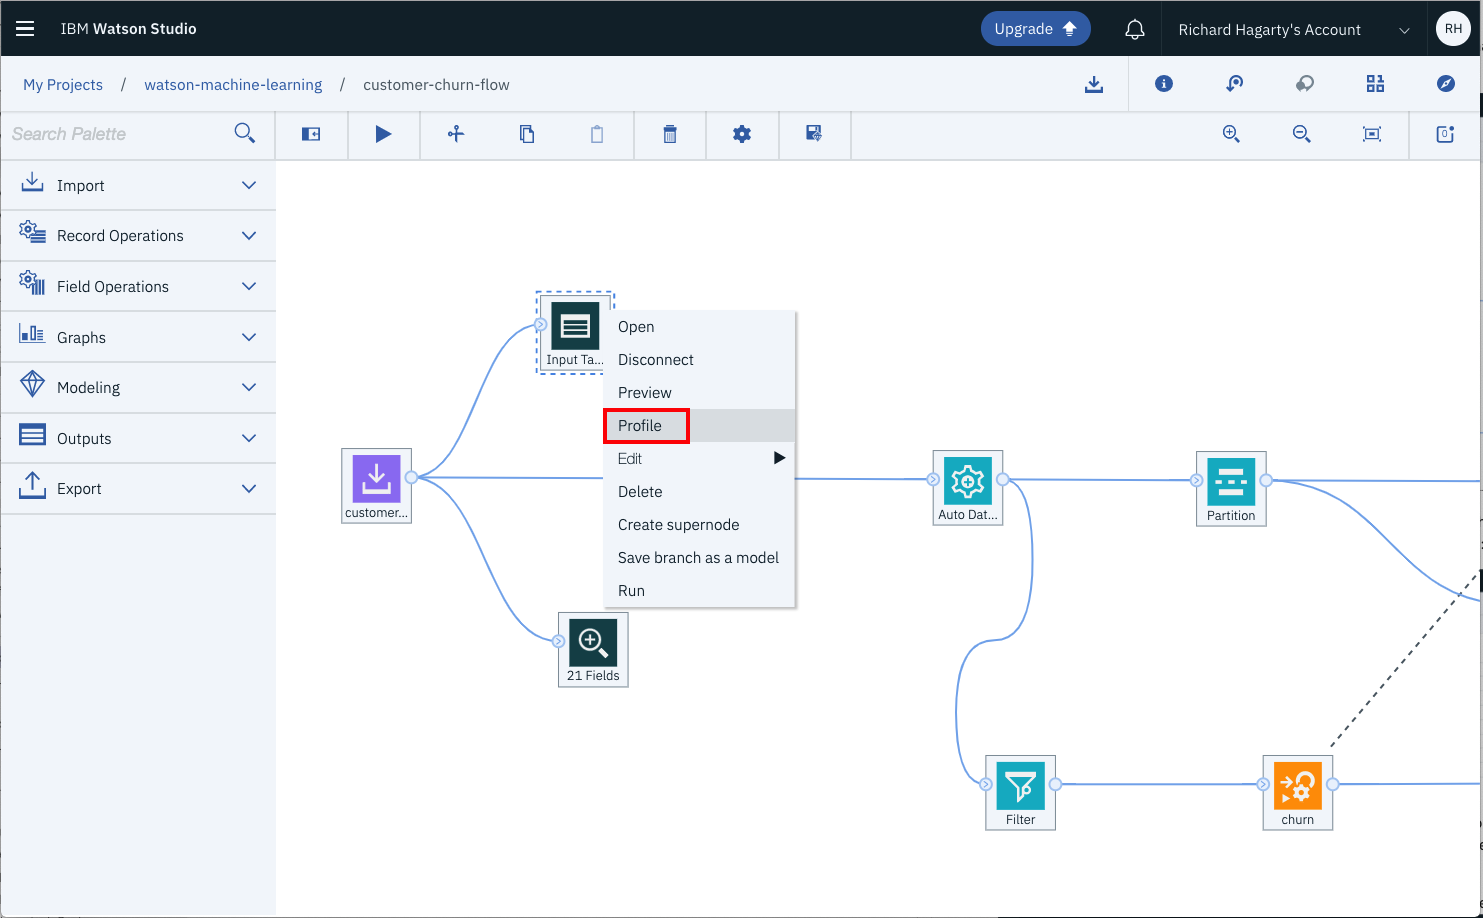 IBM Watson Studio
Upgrade
Richard Hagarty's Account
RH
My Projects / watson-machine-learning / customer-churn-flow
Search Palette
Import
Record Operations
Field Operations
Graphs
Modeling
Outputs
Export
Input Ta...
Open
Disconnect
Preview
Profile
Edit
Delete
Create supernode
Save branch as a model
Run
customer...
Auto Dat...
Partition
21 Fields
Filter
churn
0